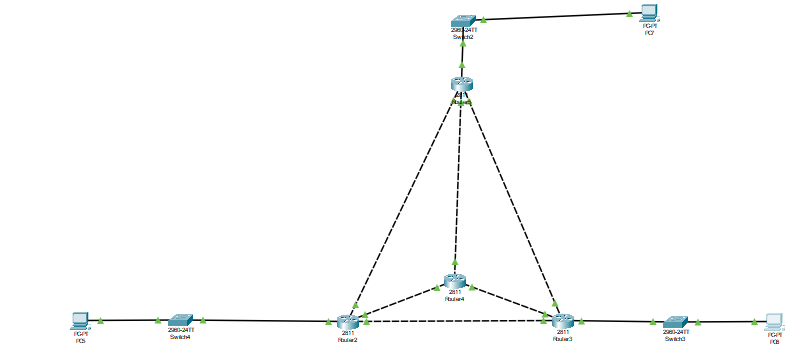 2960-24TT
Switch2
PC-PT
PC7
2811
2811
Router4
PC-PT
PC5
2960-24TT
Switch4
2811
Router2
2811
Router3
2960-24TT
Switch3
PC-PT
PC6